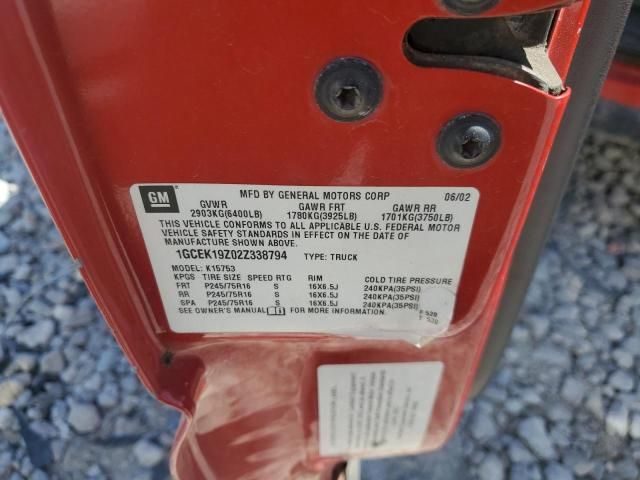 GM
MFD BY GENERAL MOTORS CORP 06/02
GVWR GAWR FRT GAWR RR
2903KG(6400LB) 1780KG(3925LB) 1701KG(3750LB)
THIS VEHICLE CONFORMS TO ALL APPLICABLE U.S. FEDERAL MOTOR
VEHICLE SAFETY STANDARDS IN EFFECT ON THE DATE OF
MANUFACTURE SHOWN ABOVE.
1GCEK19Z02Z338794 TYPE: TRUCK
MODEL: K15753
KPGS TIRE SIZE SPEED RTG RIM COLD TIRE PRESSURE
FRT P245/75R16 S 16X6.5J 240KPA(35PSI)
RR P245/75R16 S 16X6.5J 240KPA(35PSI)
SPA P245/75R16 S 16X6.5J 240KPA(35PSI)
SEE OWNER'S MANUAL FOR MORE INFORMATION.